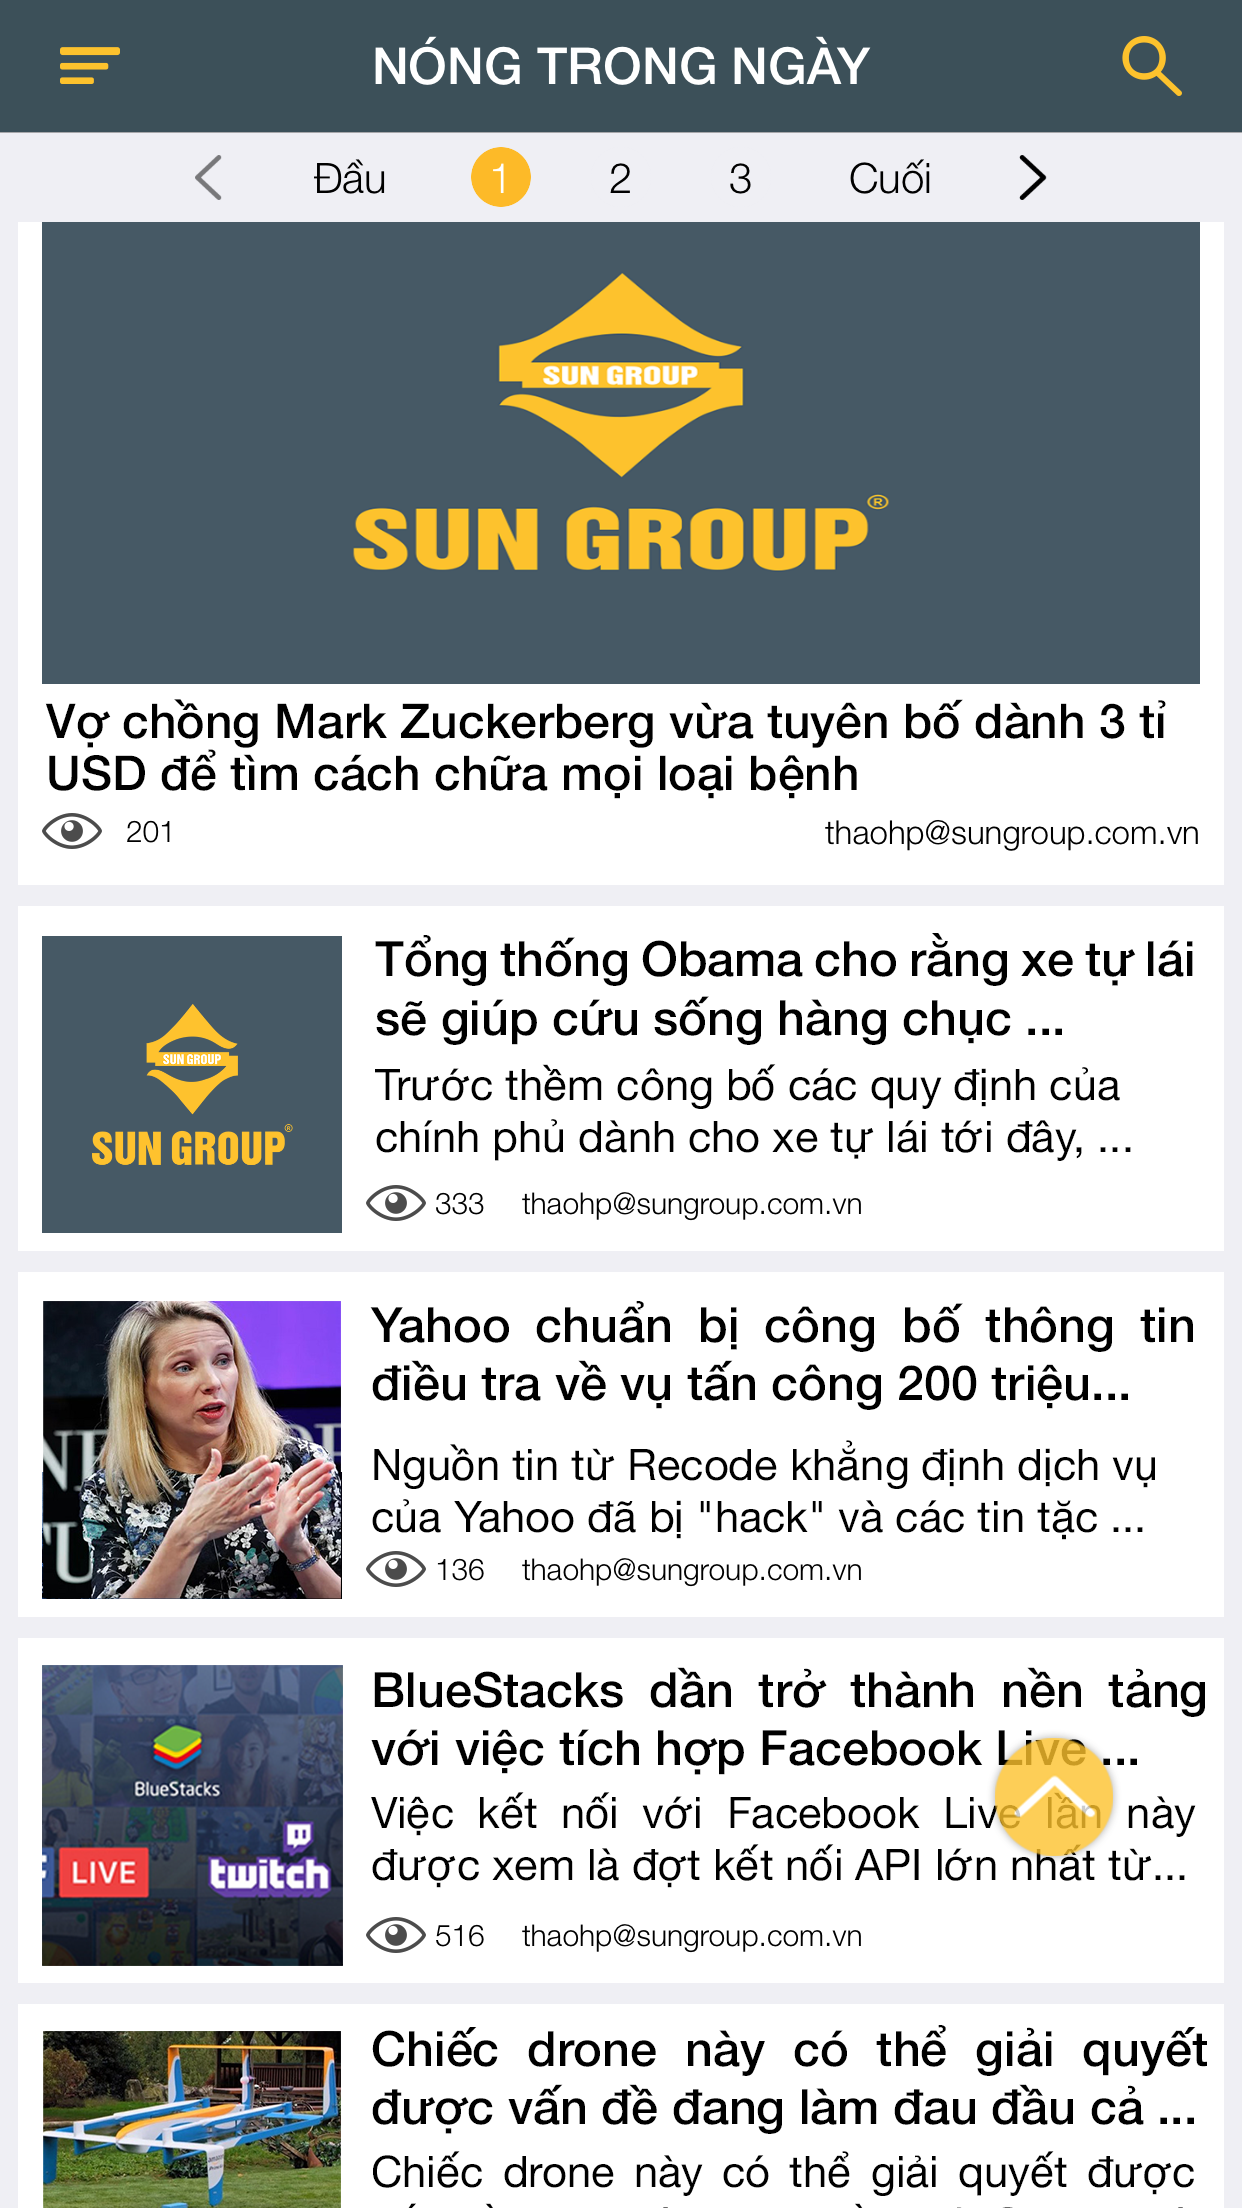 NÓNG TRONG NGÀY
Đầu 1 2 3 Cuối
SUN GROUP
SUN GROUP®
Vợ chồng Mark Zuckerberg vừa tuyên bố dành 3 tỉ
USD để tìm cách chữa mọi loại bệnh
201 thaohp@sungroup.com.vn
SUN GROUP
SUN GROUP®
Tổng thống Obama cho rằng xe tự lái
sẽ giúp cứu sống hàng chục ...
Trước thềm công bố các quy định của
chính phủ dành cho xe tự lái tới đây, ...
333 thaohp@sungroup.com.vn
Yahoo chuẩn bị công bố thông tin
điều tra về vụ tấn công 200 triệu...
Nguồn tin từ Recode khẳng định dịch vụ
của Yahoo đã bị "hack" và các tin tặc ...
136 thaohp@sungroup.com.vn
BlueStacks
LIVE twitch
BlueStacks dần trở thành nền tảng
với việc tích hợp Facebook Live ...
Việc kết nối với Facebook Live lần này
được xem là đợt kết nối API lớn nhất từ...
516 thaohp@sungroup.com.vn
Chiếc drone này có thể giải quyết
được vấn đề đang làm đau đầu cả ...
Chiếc drone này có thể giải quyết được